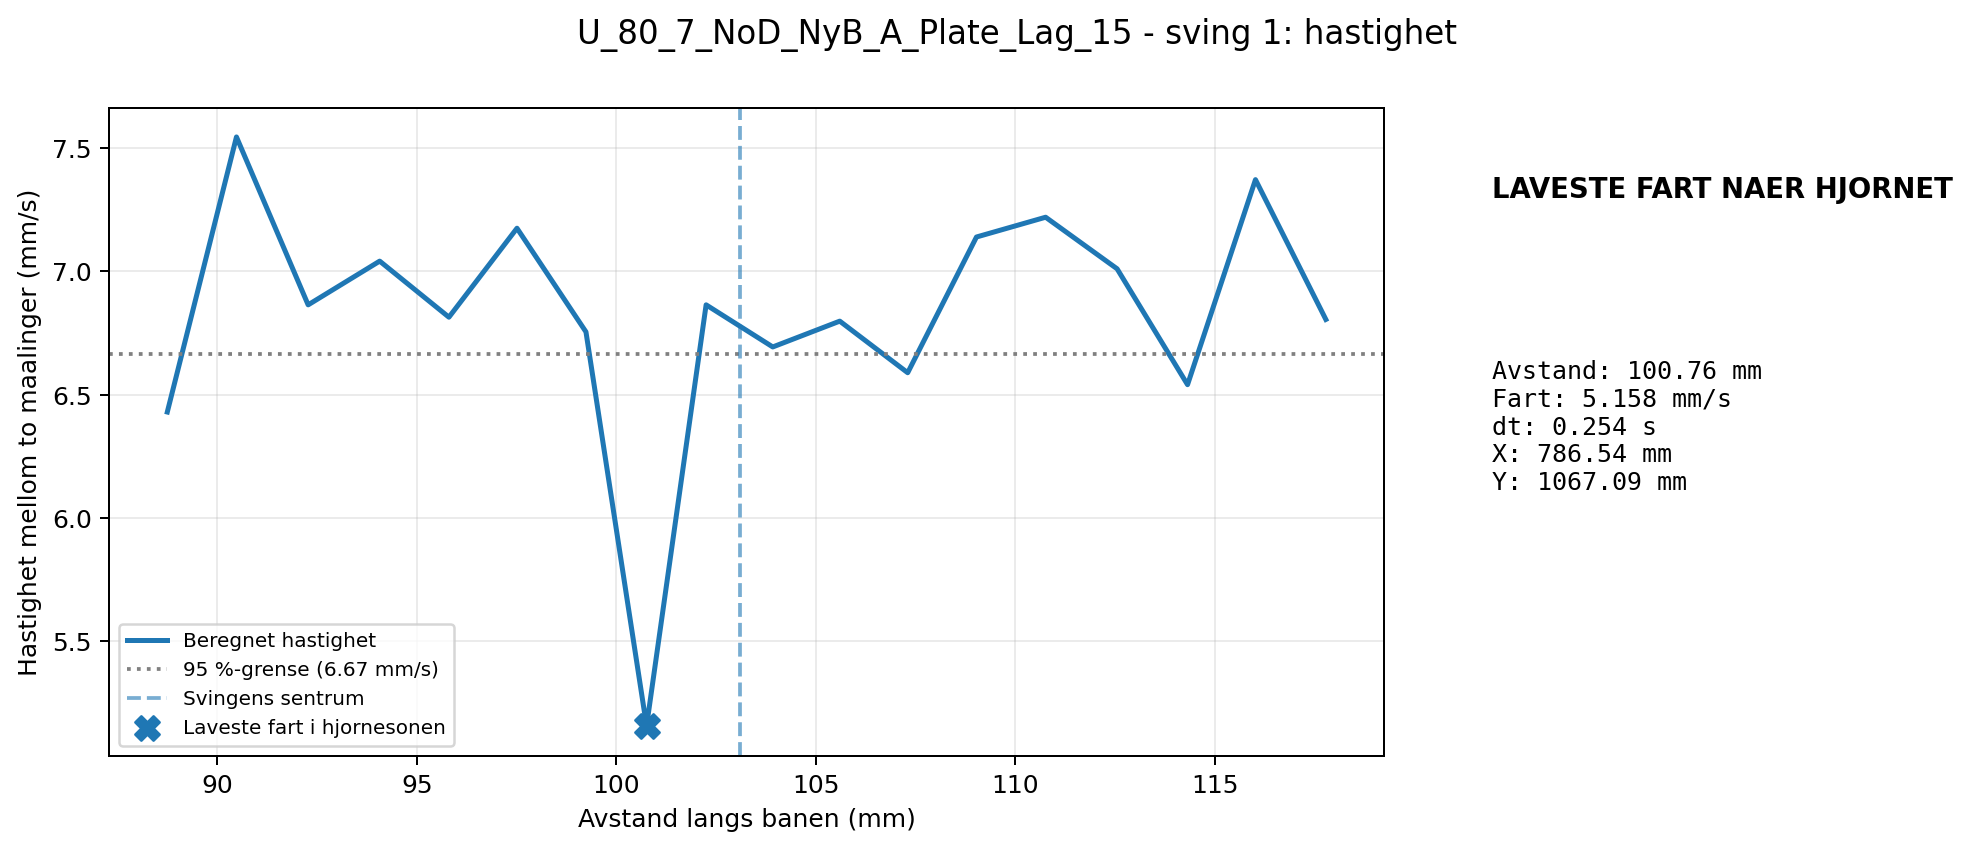 U_80_7_NoD_NyB_A_Plate_Lag_15 - sving 1: hastighet
Hastighet mellom to maalinger (mm/s)
7.5
7.0
6.5
6.0
5.5
Beregnet hastighet
95 %-grense (6.67 mm/s)
Svingens sentrum
Laveste fart i hjornesonen
90
95
100
105
110
115
Avstand langs banen (mm)
LAVESTE FART NAER HJORNET
Avstand: 100.76 mm
Fart: 5.158 mm/s
dt: 0.254 s
X: 786.54 mm
Y: 1067.09 mm